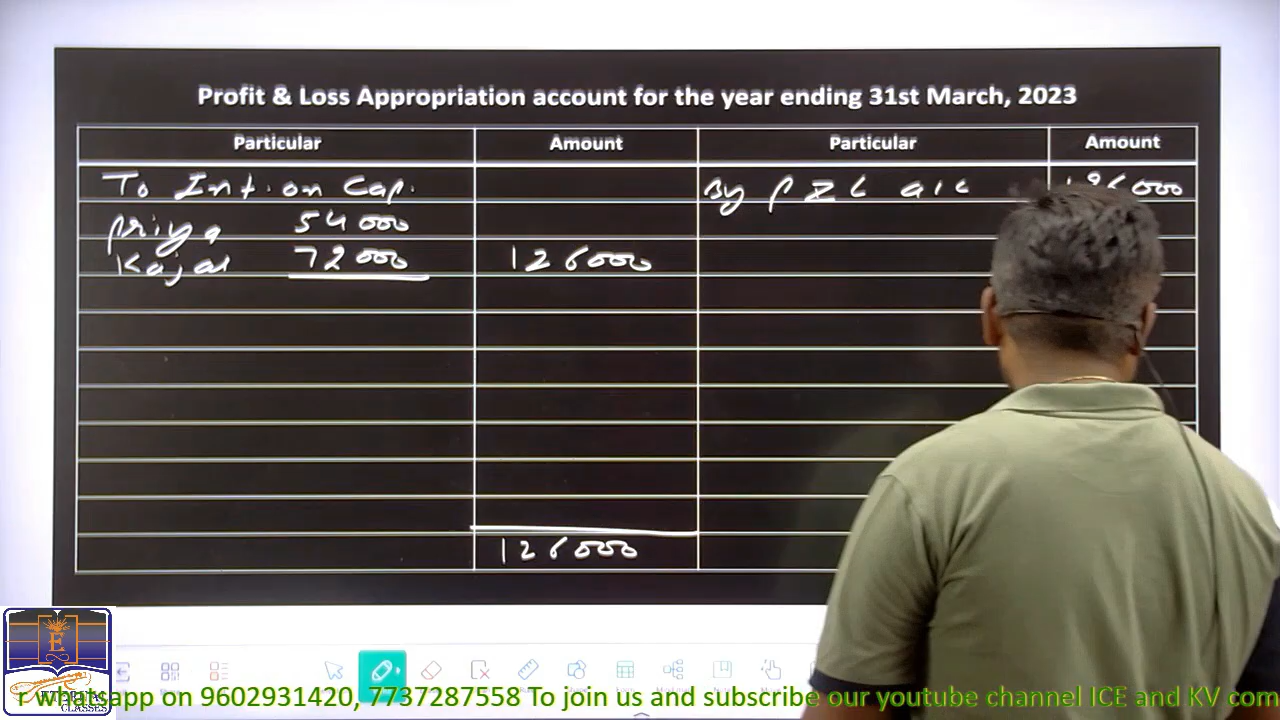 Profit & Loss Appropriation account for the year ending 31st March, 2023
Particular Amount Particular Amount
To Int. on Cap. By P & L a/c
Priya 54000
Kajal 72000 126000
126000
E
CLASSES
whatsapp on 9602931420, 7737287558 To join us and subscribe our youtube channel ICE and KV com